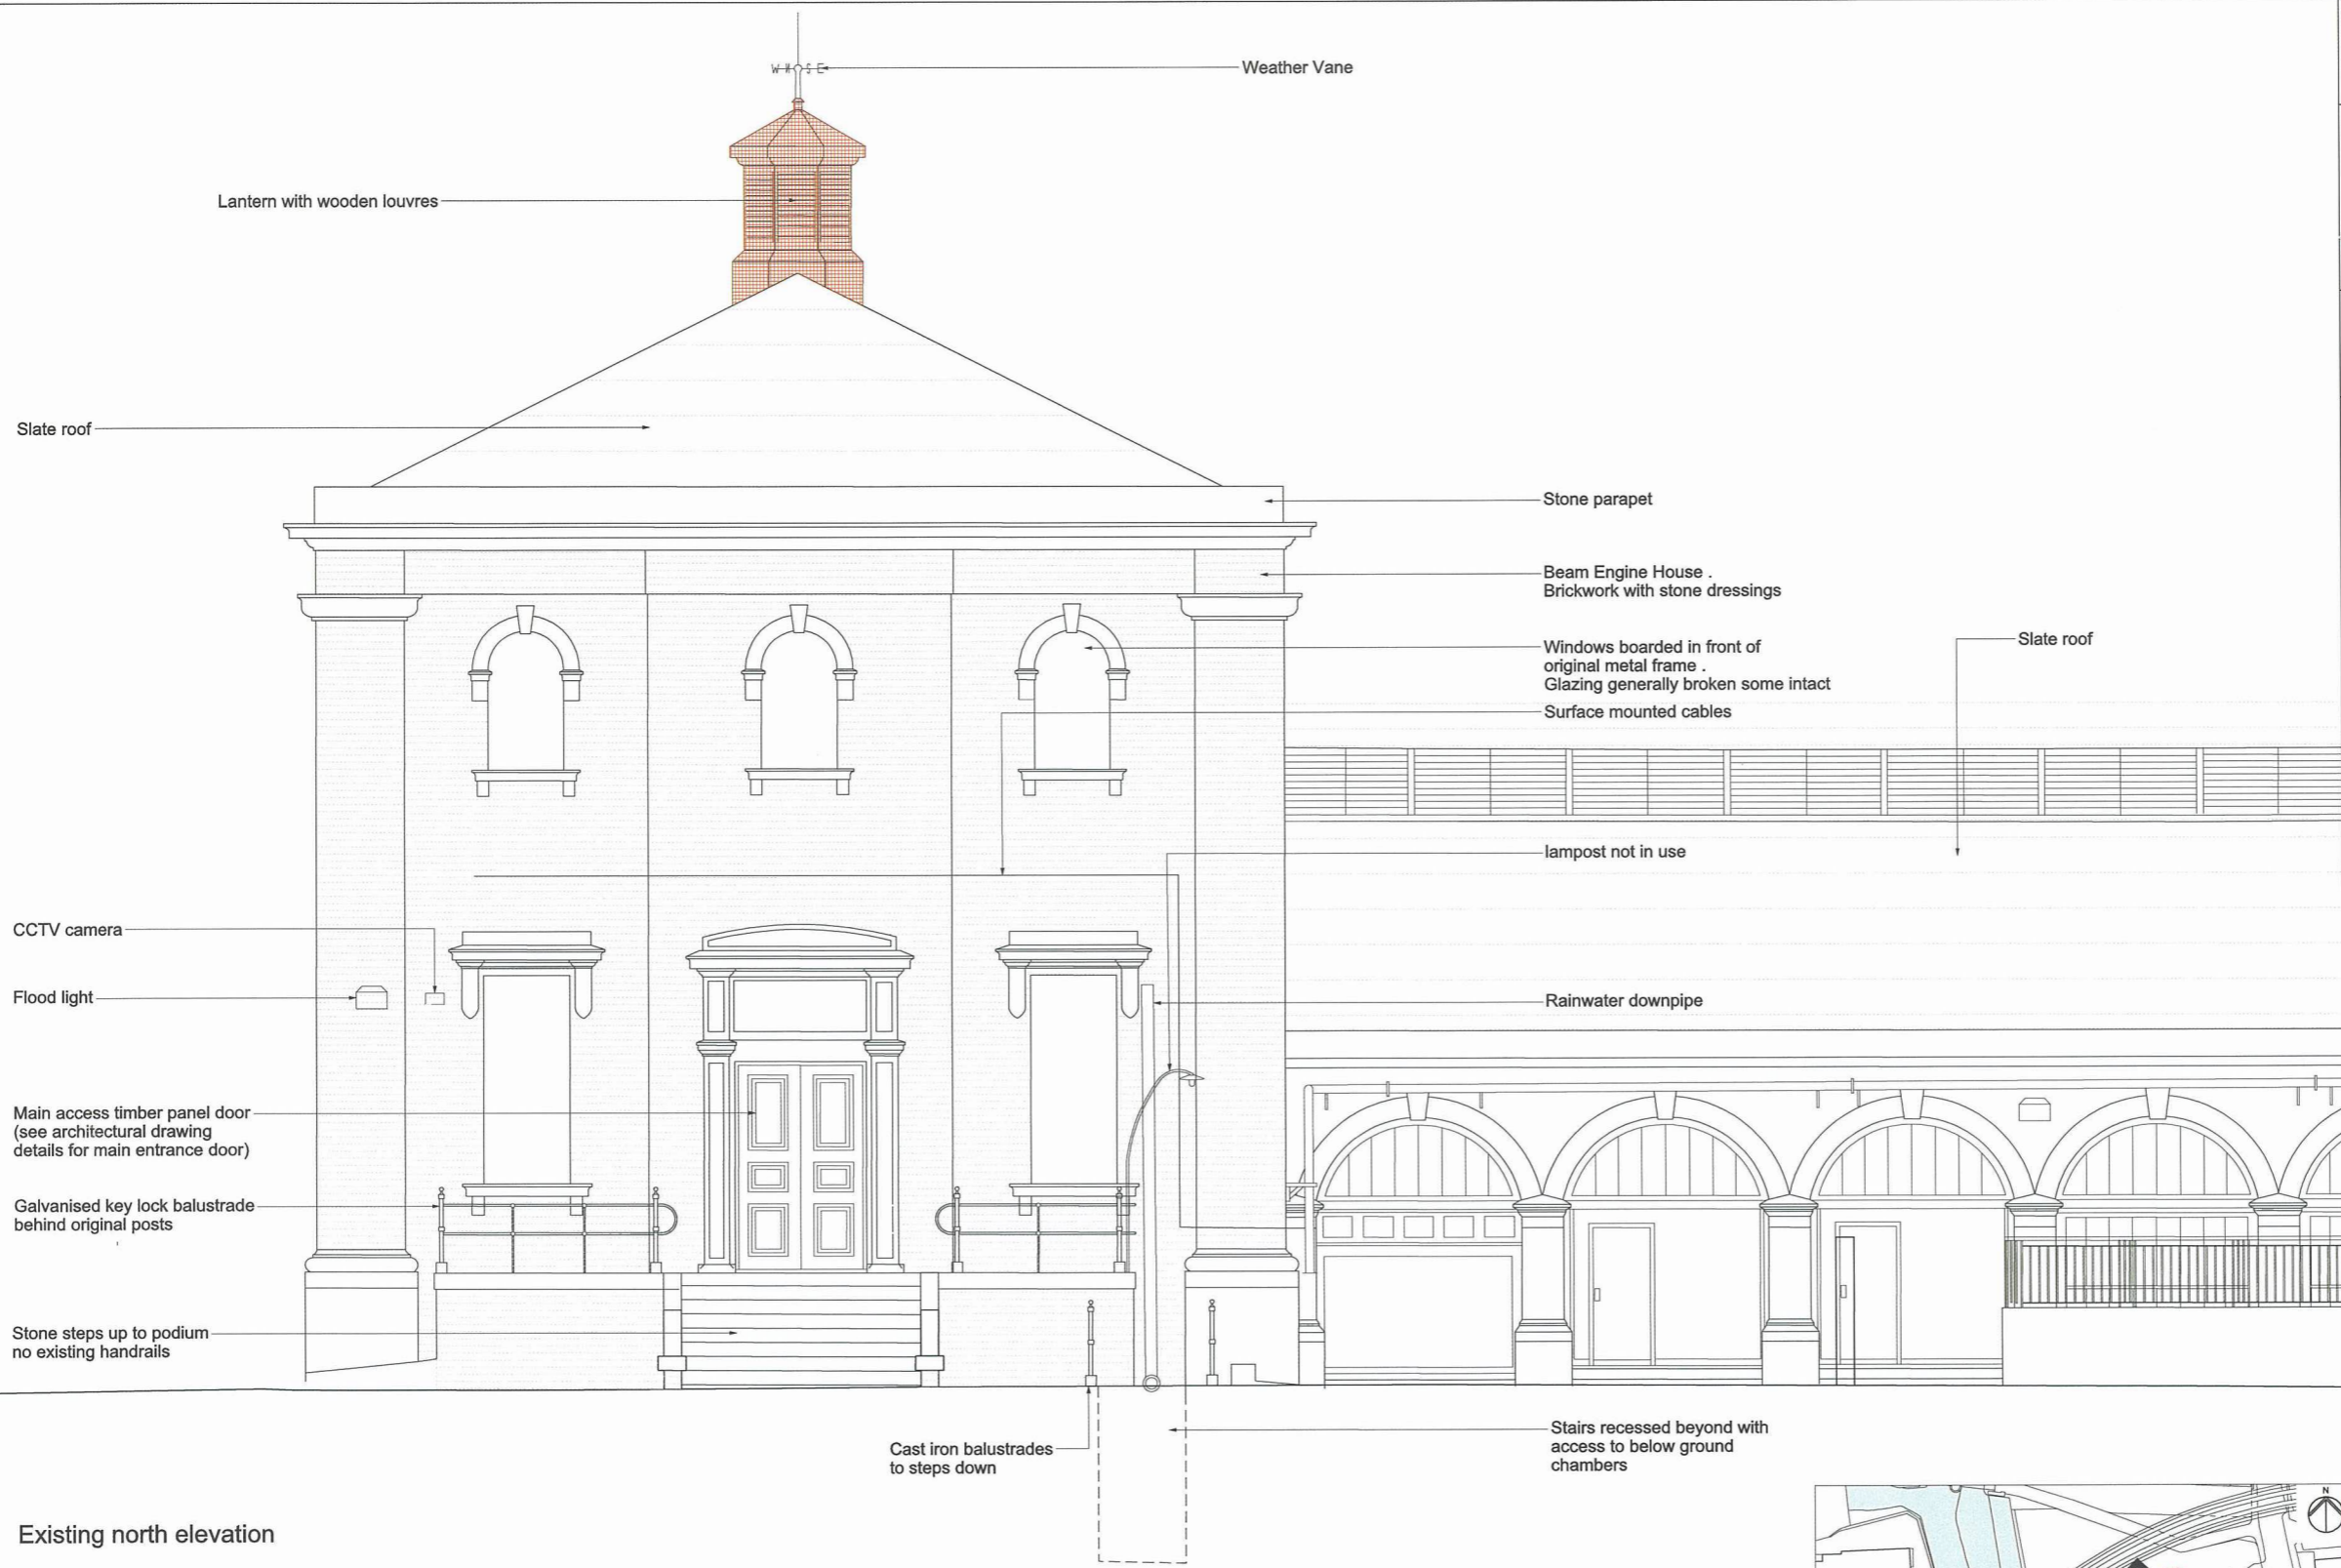 W N S E
Weather Vane
Lantern with wooden louvres
Slate roof
Stone parapet
Beam Engine House .
Brickwork with stone dressings
Windows boarded in front of
original metal frame .
Glazing generally broken some intact
Slate roof
Surface mounted cables
lampost not in use
CCTV camera
Flood light
Rainwater downpipe
Main access timber panel door
(see architectural drawing
details for main entrance door)
Galvanised key lock balustrade
behind original posts
Stone steps up to podium
no existing handrails
Cast iron balustrades
to steps down
Stairs recessed beyond with
access to below ground
chambers
Existing north elevation
N